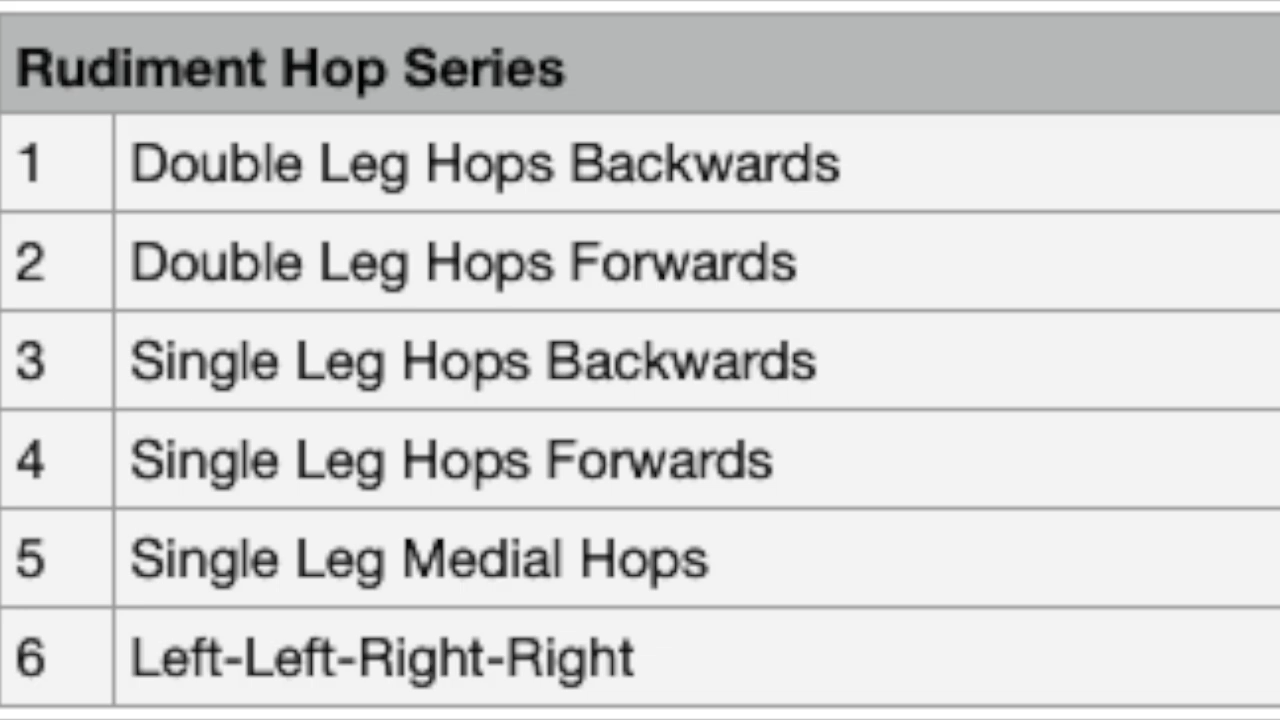 Rudiment Hop Series
1 Double Leg Hops Backwards
2 Double Leg Hops Forwards
3 Single Leg Hops Backwards
4 Single Leg Hops Forwards
5 Single Leg Medial Hops
6 Left-Left-Right-Right